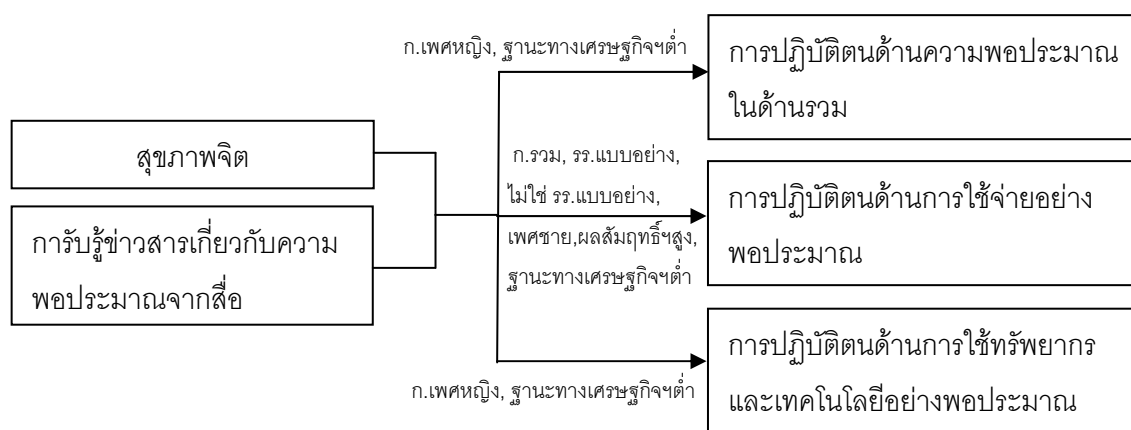 สุขภาพจิต
การับรู้ข่าวสารเกี่ยวกับความ
พอประมาณจากสื่อ
ก.เพศหญิง, ฐานะทางเศรษฐกิจฯต่ำ
การปฏิบัติตนด้านความพอประมาณ
ในด้านรวม
ก.รวม, รร.แบบอย่าง,
ไม่ใช่ รร.แบบอย่าง,
เพศชาย,ผลสัมฤทธิ์ฯสูง,
ฐานะทางเศรษฐกิจฯต่ำ
การปฏิบัติตนด้านการใช้จ่ายอย่าง
พอประมาณ
ก.เพศหญิง, ฐานะทางเศรษฐกิจฯต่ำ
การปฏิบัติตนด้านการใช้ทรัพยากร
และเทคโนโลยีอย่างพอประมาณ